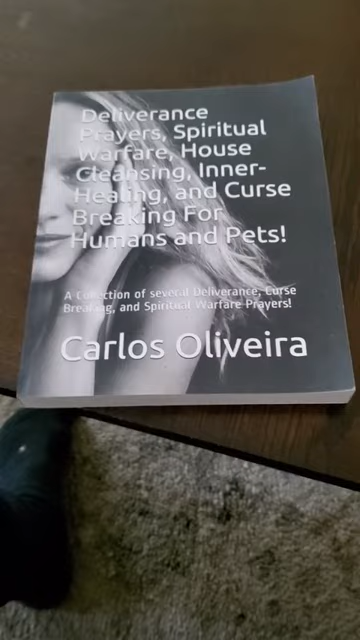 Deliverance
Prayers, Spiritual
Warfare, House
Cleansing, Inner-
Healing, and Curse
Breaking For
Humans and Pets!
A Collection of several Deliverance, Curse
Breaking, and Spiritual Warfare Prayers!
Carlos Oliveira